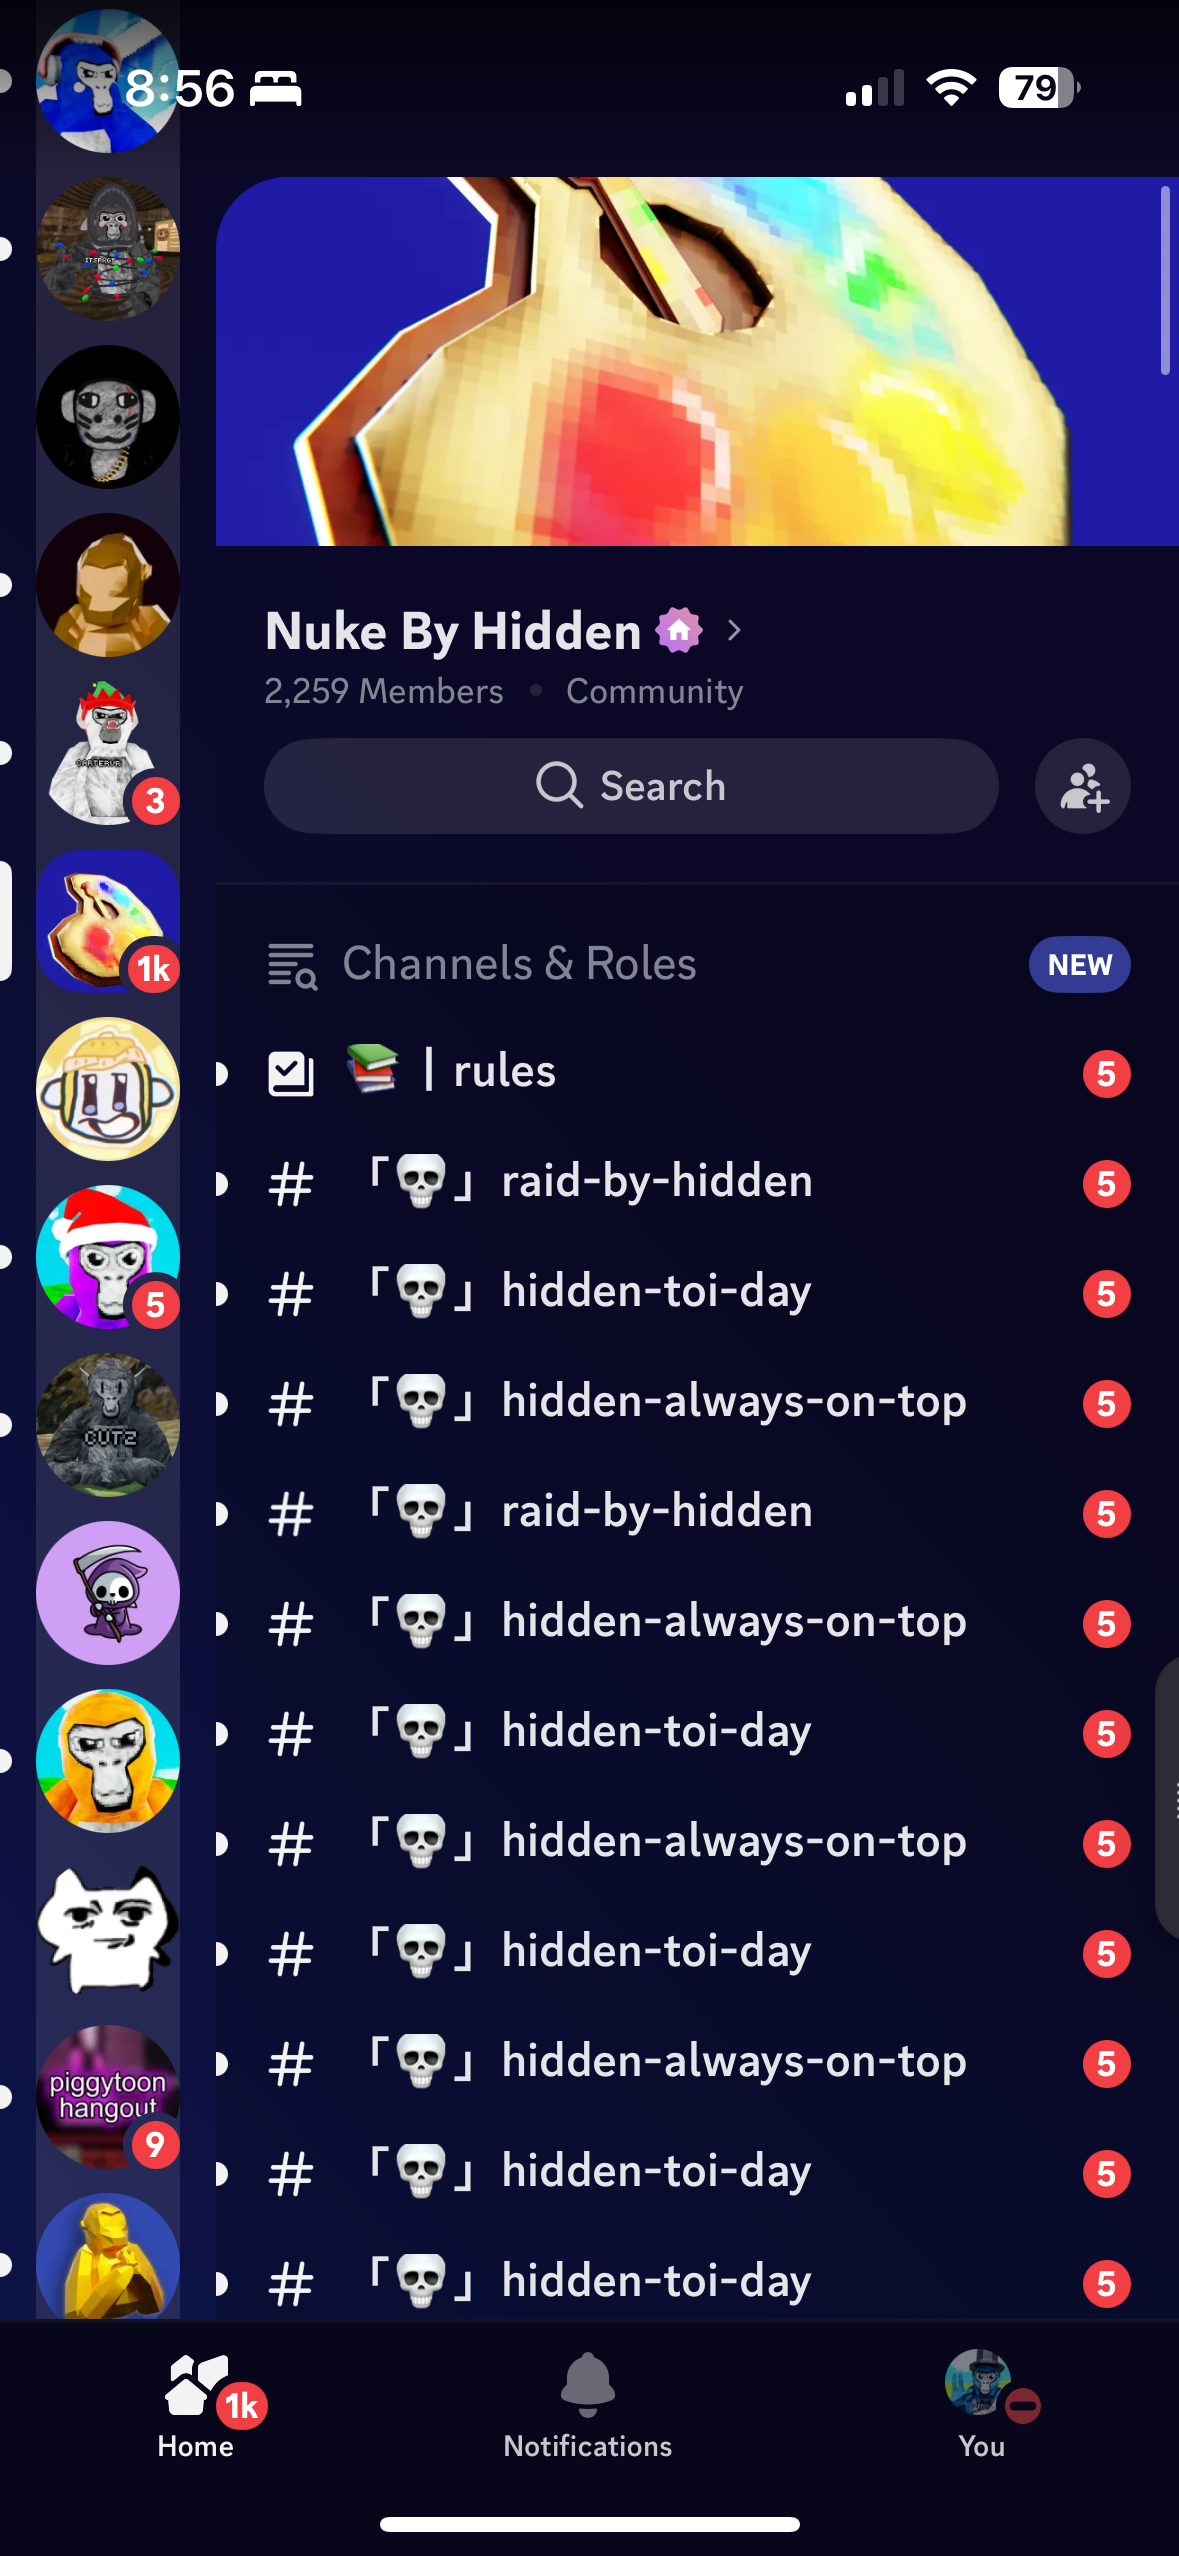 8:56
79
ITSPRGT
CARTERVR
3
1k
5
CUTZ
piggytoon
hangout
9
Nuke By Hidden
2,259 Members • Community
Search
Channels & Roles NEW
📚 | rules 5
# 「💀」 raid-by-hidden 5
# 「💀」 hidden-toi-day 5
# 「💀」 hidden-always-on-top 5
# 「💀」 raid-by-hidden 5
# 「💀」 hidden-always-on-top 5
# 「💀」 hidden-toi-day 5
# 「💀」 hidden-always-on-top 5
# 「💀」 hidden-toi-day 5
# 「💀」 hidden-always-on-top 5
# 「💀」 hidden-toi-day 5
# 「💀」 hidden-toi-day 5
1k
Home
Notifications
You